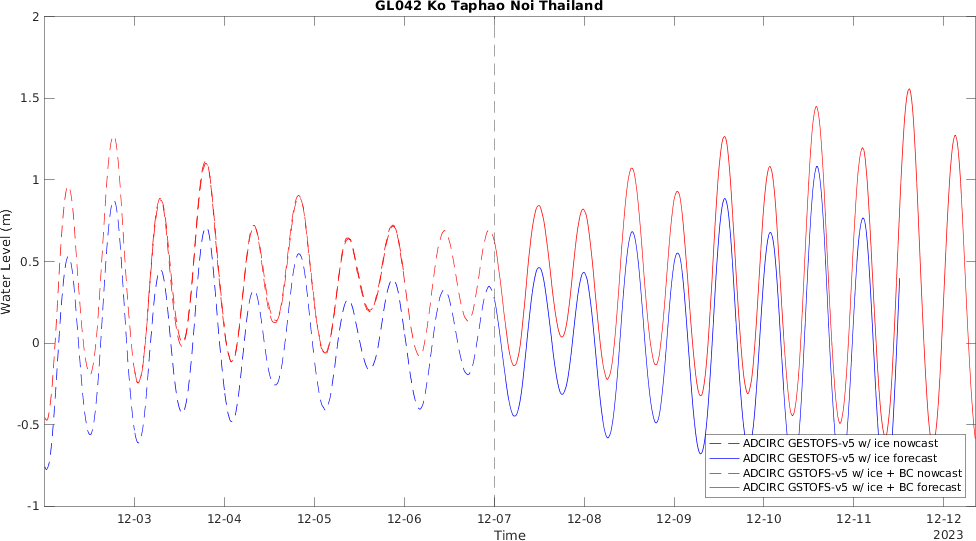 GL042 Ko Taphao Noi Thailand
2
1.5
1
0.5
0
-0.5
-1
Water Level (m)
12-03 12-04 12-05 12-06 12-07 12-08 12-09 12-10 12-11 12-12
Time
2023
ADCIRC GESTOFS-v5 w/ ice nowcast
ADCIRC GESTOFS-v5 w/ ice forecast
ADCIRC GSTOFS-v5 w/ ice + BC nowcast
ADCIRC GSTOFS-v5 w/ ice + BC forecast